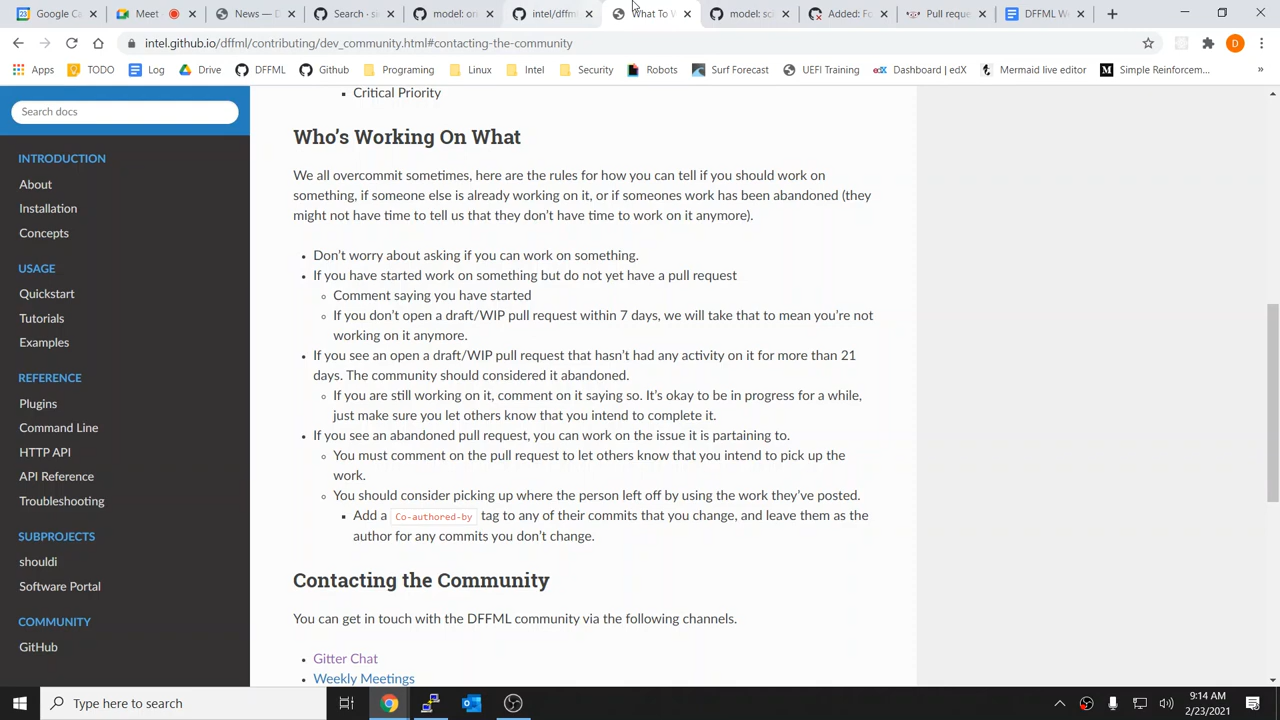 Google Ca
Meet
News — D
Search · si
model: on
intel/dffm
What To W
model: sci
Added: Fo
Pull reque
DFFML We
intel.github.io/dffml/contributing/dev_community.html#contacting-the-community
D
Apps
TODO
Log
Drive
DFFML
Github
Programing
Linux
Intel
Security
Robots
Surf Forecast
UEFI Training
edX
Dashboard | edX
Mermaid live editor
Simple Reinforcem...
»
Search docs
INTRODUCTION
About
Installation
Concepts
USAGE
Quickstart
Tutorials
Examples
REFERENCE
Plugins
Command Line
HTTP API
API Reference
Troubleshooting
SUBPROJECTS
shouldi
Software Portal
COMMUNITY
GitHub
Critical Priority
Who's Working On What
We all overcommit sometimes, here are the rules for how you can tell if you should work on
something, if someone else is already working on it, or if someones work has been abandoned (they
might not have time to tell us that they don't have time to work on it anymore).
Don't worry about asking if you can work on something.
If you have started work on something but do not yet have a pull request
Comment saying you have started
If you don't open a draft/WIP pull request within 7 days, we will take that to mean you're not
working on it anymore.
If you see an open a draft/WIP pull request that hasn't had any activity on it for more than 21
days. The community should considered it abandoned.
If you are still working on it, comment on it saying so. It's okay to be in progress for a while,
just make sure you let others know that you intend to complete it.
If you see an abandoned pull request, you can work on the issue it is partaining to.
You must comment on the pull request to let others know that you intend to pick up the
work.
You should consider picking up where the person left off by using the work they've posted.
Add a Co-authored-by tag to any of their commits that you change, and leave them as the
author for any commits you don't change.
Contacting the Community
You can get in touch with the DFFML community via the following channels.
Gitter Chat
Weekly Meetings
Type here to search
9:14 AM
2/23/2021